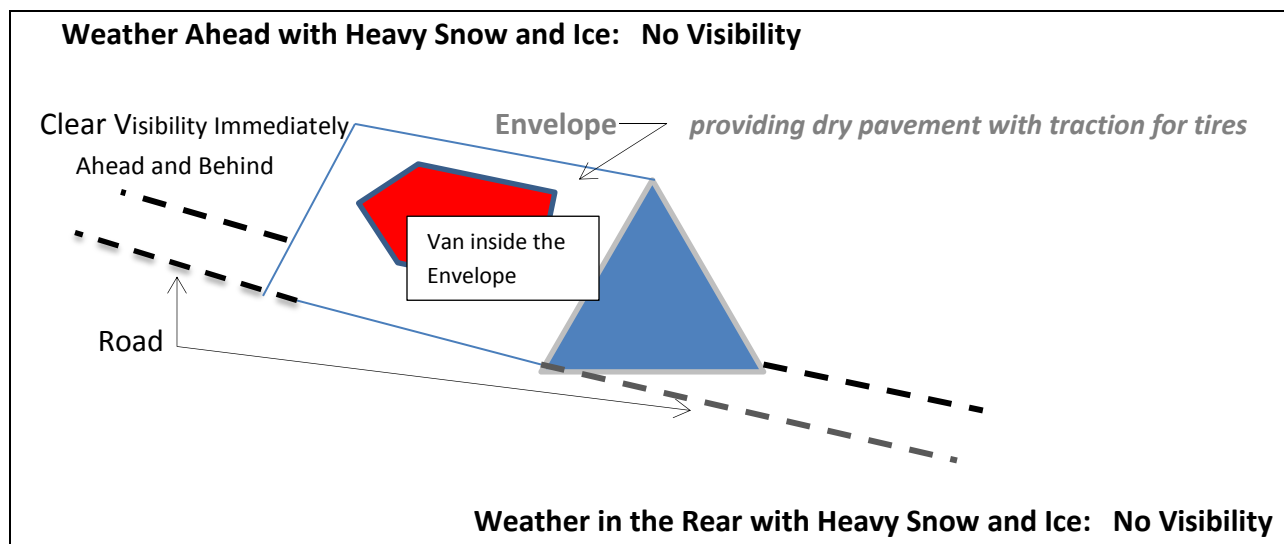 Weather Ahead with Heavy Snow and Ice:   No Visibility
Clear Visibility Immediately
Ahead and Behind
Envelope
providing dry pavement with traction for tires
Van inside the
Envelope
Road
Weather in the Rear with Heavy Snow and Ice:   No Visibility